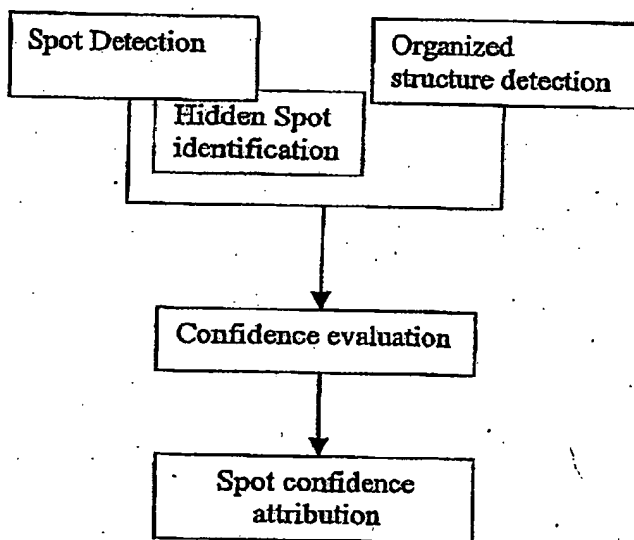 Spot Detection
Organized
structure detection
Hidden Spot
identification
Confidence evaluation
Spot confidence
attribution